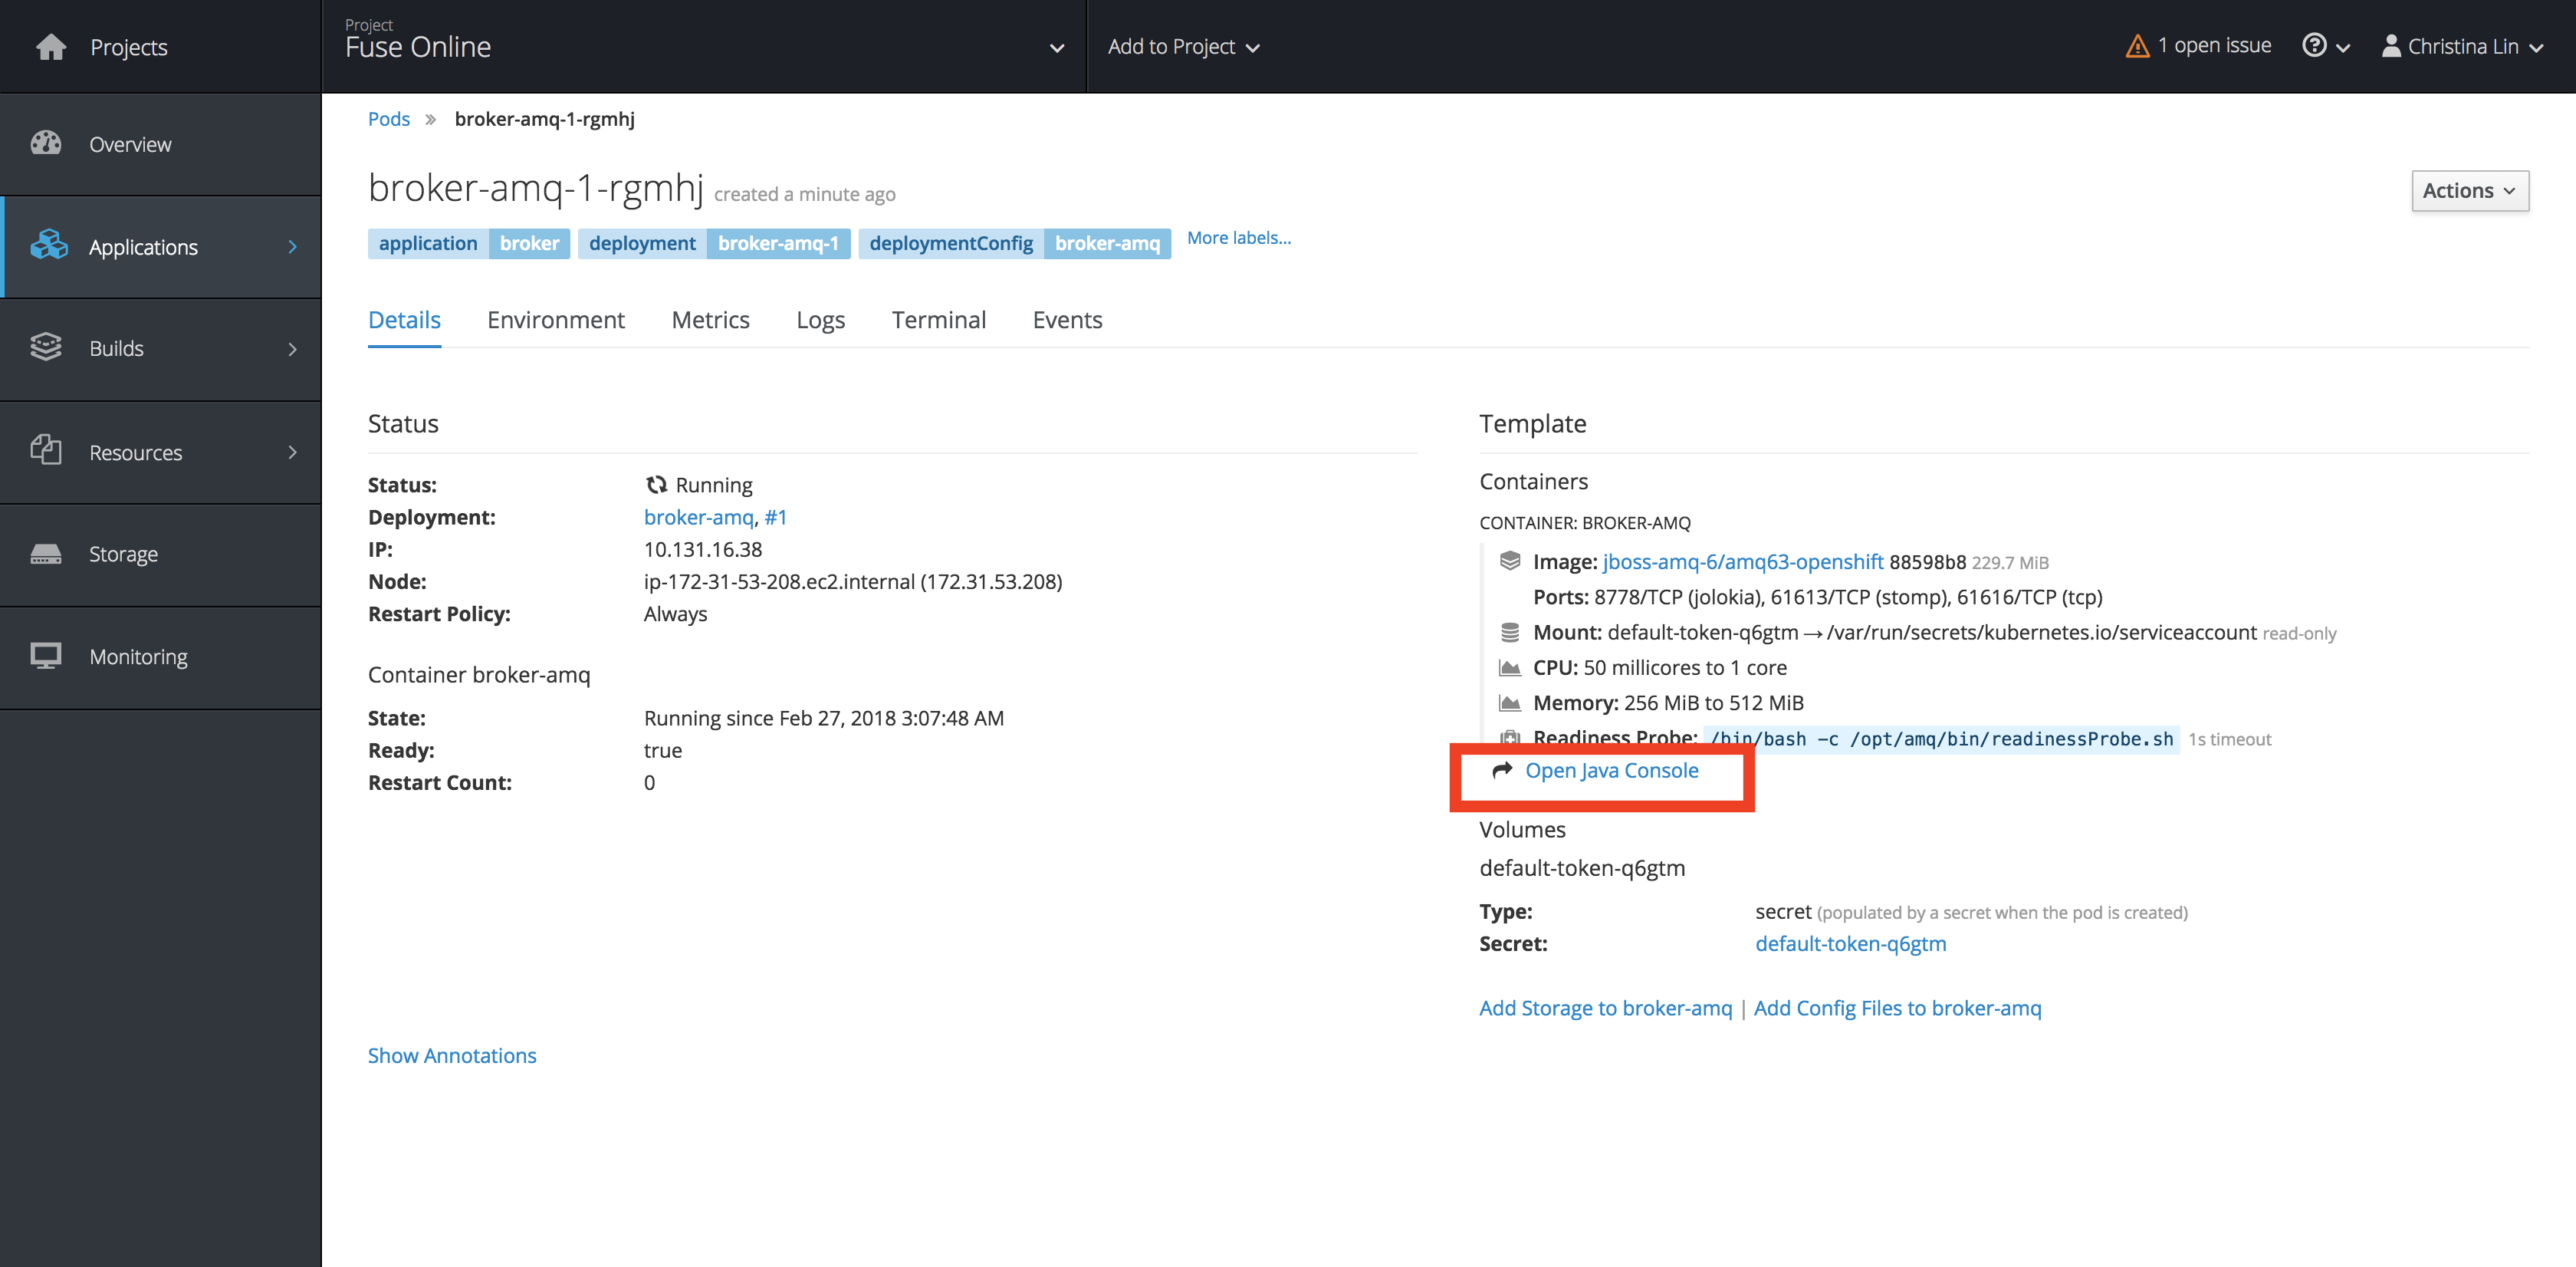 Projects
Project
Fuse Online
Add to Project
1 open issue
Christina Lin
Overview
Applications
Builds
Resources
Storage
Monitoring
Pods » broker-amq-1-rgmhj
broker-amq-1-rgmhj created a minute ago
Actions
application broker deployment broker-amq-1 deploymentConfig broker-amq More labels...
Details Environment Metrics Logs Terminal Events
Status
Status: Running
Deployment: broker-amq, #1
IP: 10.131.16.38
Node: ip-172-31-53-208.ec2.internal (172.31.53.208)
Restart Policy: Always
Container broker-amq
State: Running since Feb 27, 2018 3:07:48 AM
Ready: true
Restart Count: 0
Show Annotations
Template
Containers
CONTAINER: BROKER-AMQ
Image: jboss-amq-6/amq63-openshift 88598b8 229.7 MiB
Ports: 8778/TCP (jolokia), 61613/TCP (stomp), 61616/TCP (tcp)
Mount: default-token-q6gtm → /var/run/secrets/kubernetes.io/serviceaccount read-only
CPU: 50 millicores to 1 core
Memory: 256 MiB to 512 MiB
Readiness Probe: /bin/bash -c /opt/amq/bin/readinessProbe.sh 1s timeout
Open Java Console
Volumes
default-token-q6gtm
Type: secret (populated by a secret when the pod is created)
Secret: default-token-q6gtm
Add Storage to broker-amq | Add Config Files to broker-amq